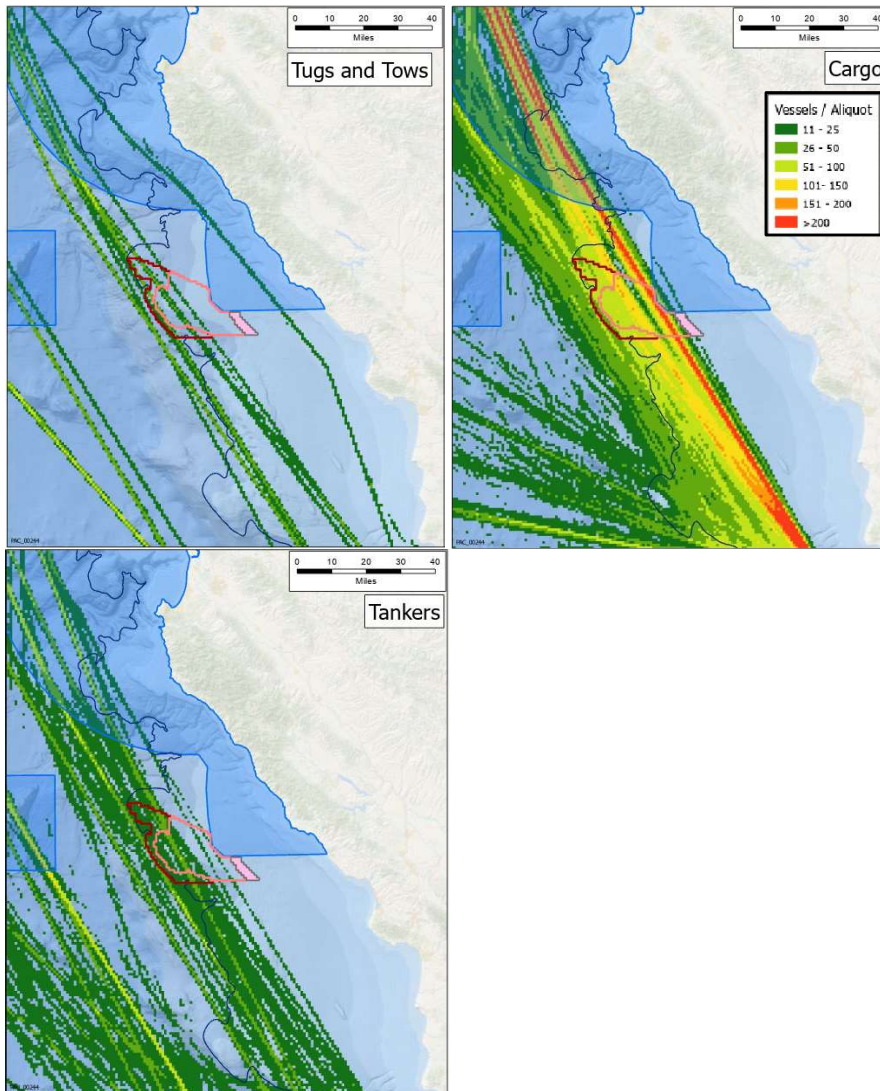 0 10 20 30 40
Miles
Tugs and Tows
0 10 20 30 40
Miles
Cargo
Vessels / Aliquot
11 - 25
26 - 50
51 - 100
101- 150
151 - 200
>200
PAC_00244
PAC_00244
0 10 20 30 40
Miles
Tankers